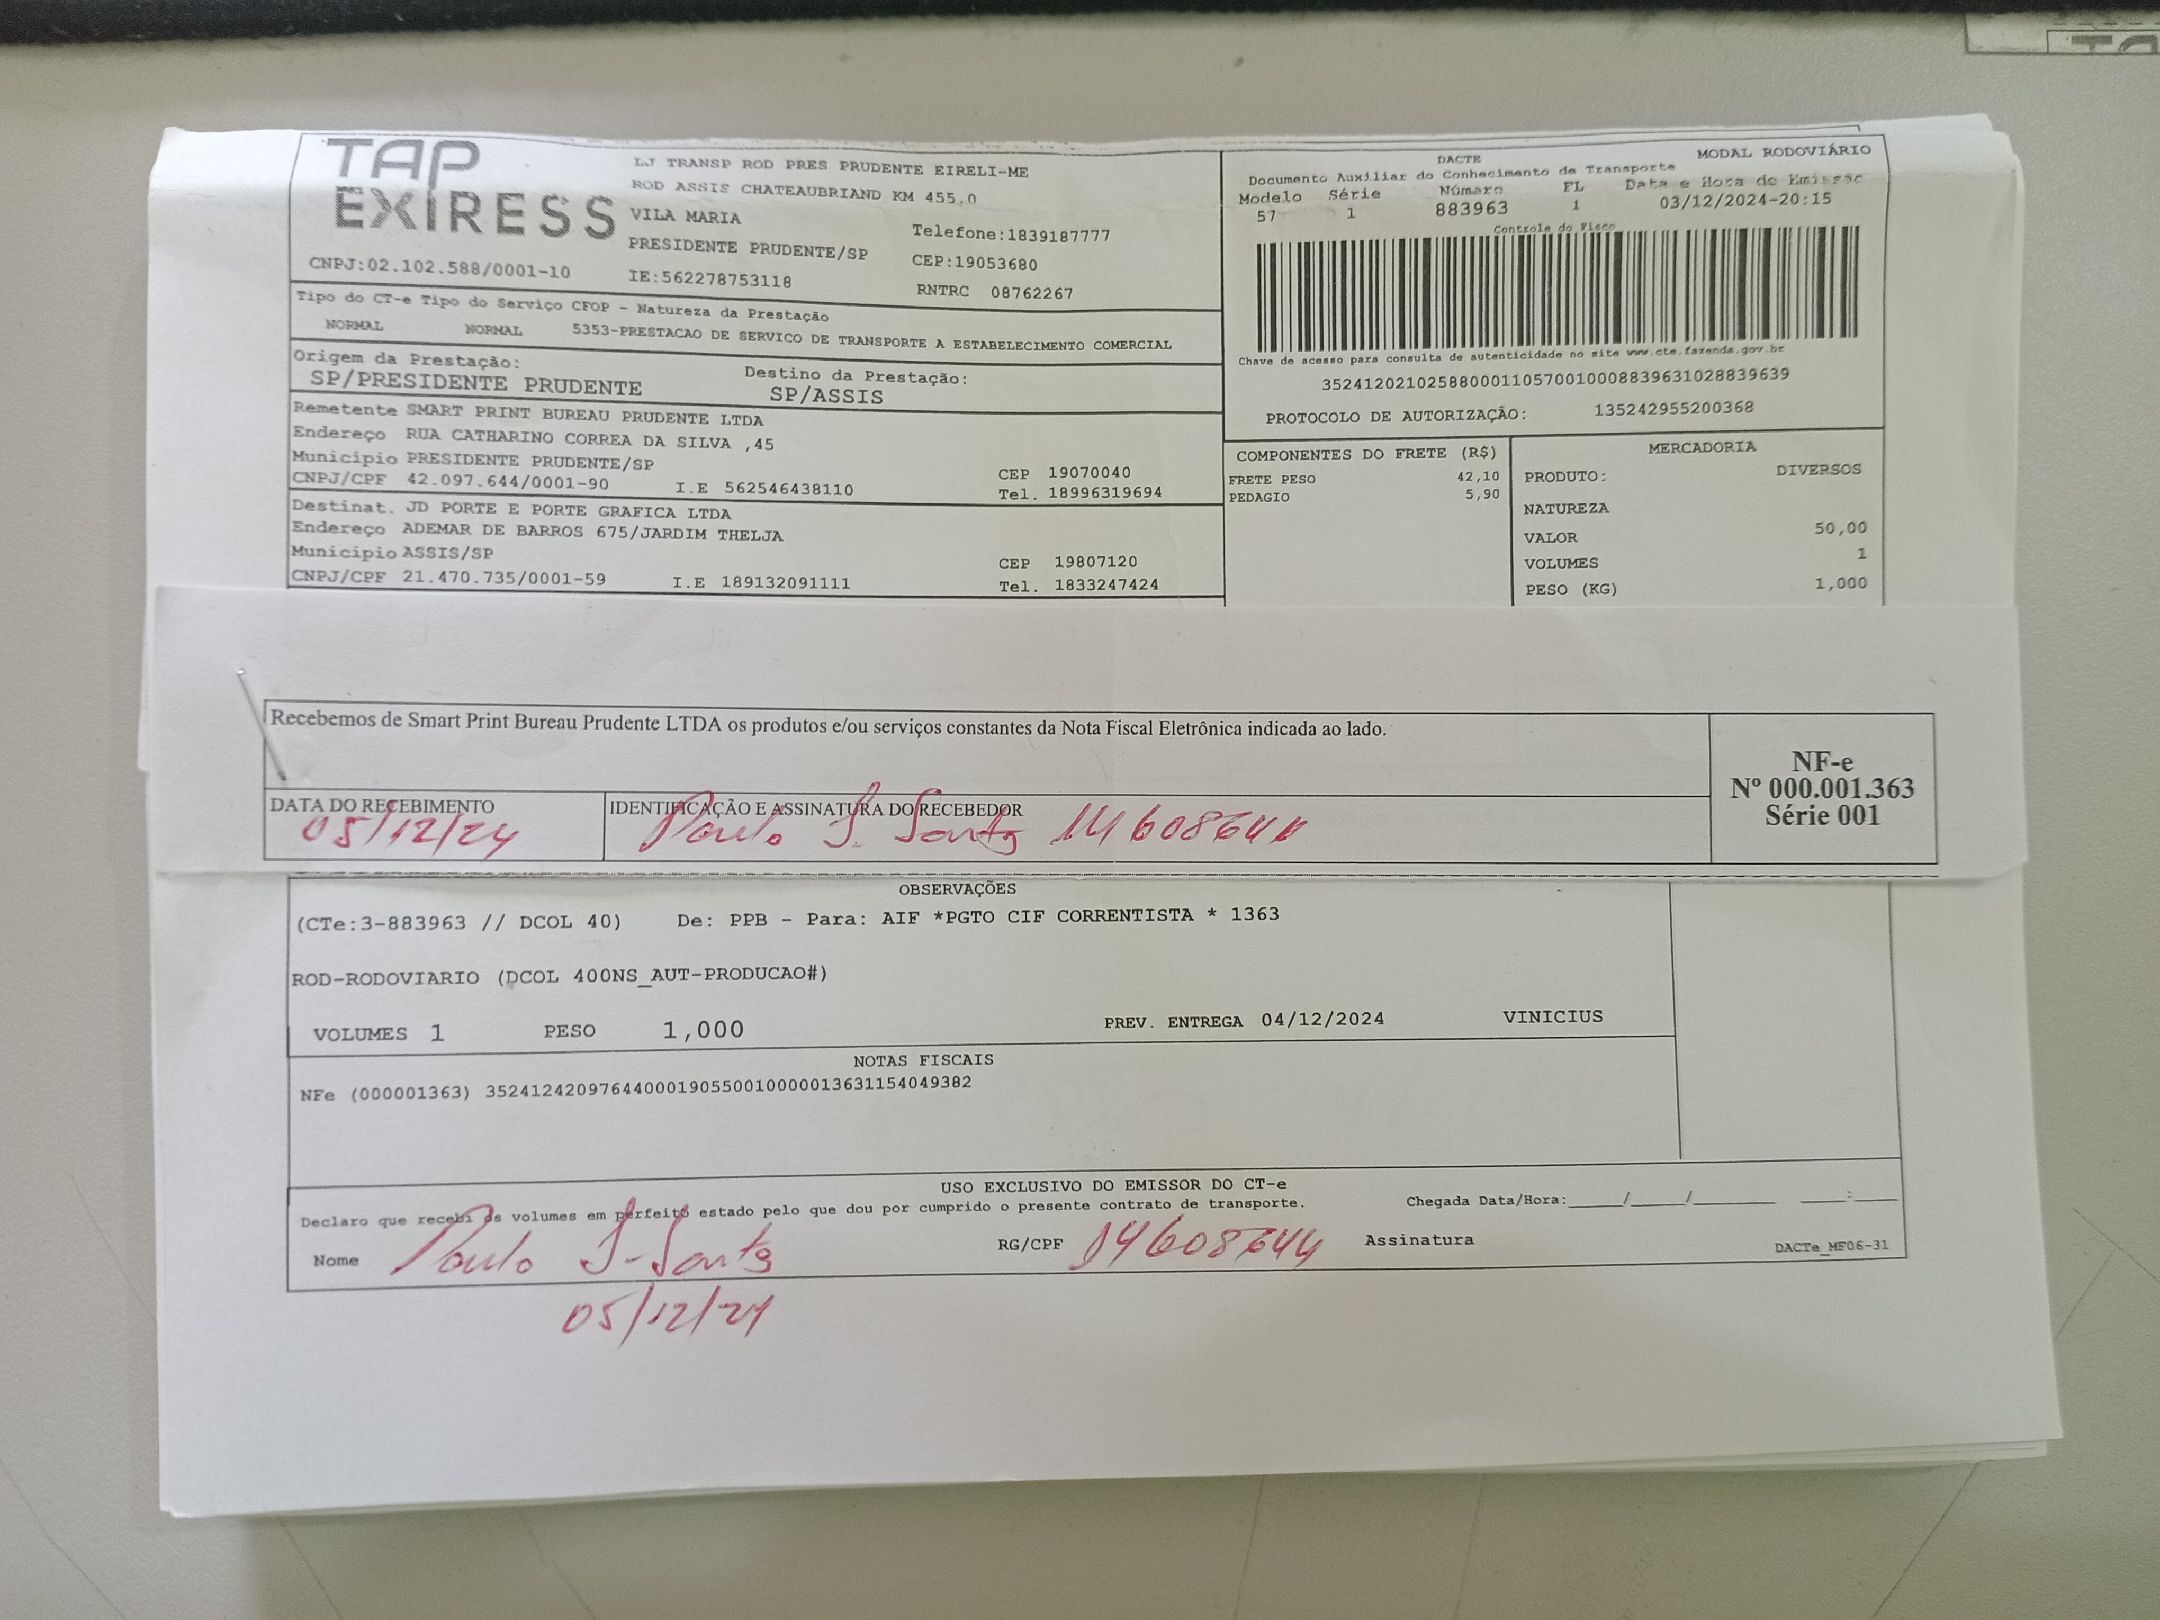 TAP
EXIRESS
LJ TRANSP ROD PRES PRUDENTE EIRELI-ME
ROD ASSIS CHATEAUBRIAND KM 455,0
VILA MARIA
Telefone:1839187777
PRESIDENTE PRUDENTE/SP
CEP:19053680
CNPJ:02.102.588/0001-10
IE:562278753118
RNTRC 08762267
DACTE
MODAL RODOVIÁRIO
Documento Auxiliar do Conhecimento de Transporte
Modelo Série Número FL Data e Hora de Emissão
57 1 883963 1 03/12/2024-20:15
Controle do Fisco
Chave de acesso para consulta de autenticidade no site www.cte.fazenda.gov.br
35241202102588000110570010008839631028839639
PROTOCOLO DE AUTORIZAÇÃO: 135242955200368
Tipo do CT-e Tipo do Serviço CFOP - Natureza da Prestação
NORMAL NORMAL 5353-PRESTACAO DE SERVICO DE TRANSPORTE A ESTABELECIMENTO COMERCIAL
Origem da Prestação: Destino da Prestação:
SP/PRESIDENTE PRUDENTE SP/ASSIS
Remetente SMART PRINT BUREAU PRUDENTE LTDA
Endereço RUA CATHARINO CORREA DA SILVA ,45
Municipio PRESIDENTE PRUDENTE/SP CEP 19070040
CNPJ/CPF 42.097.644/0001-90 I.E 562546438110 Tel. 18996319694
Destinat. JD PORTE E PORTE GRAFICA LTDA
Endereço ADEMAR DE BARROS 675/JARDIM THELJA
Municipio ASSIS/SP CEP 19807120
CNPJ/CPF 21.470.735/0001-59 I.E 189132091111 Tel. 1833247424
COMPONENTES DO FRETE (R$)
FRETE PESO 42,10
PEDAGIO 5,90
MERCADORIA
PRODUTO: DIVERSOS
NATUREZA
VALOR 50,00
VOLUMES 1
PESO (KG) 1,000
Recebemos de Smart Print Bureau Prudente LTDA os produtos e/ou serviços constantes da Nota Fiscal Eletrônica indicada ao lado.
NF-e
Nº 000.001.363
Série 001
DATA DO RECEBIMENTO
05/12/24
IDENTIFICAÇÃO E ASSINATURA DO RECEBEDOR
Paulo S. Santos 14608644
OBSERVAÇÕES
(CTe:3-883963 // DCOL 40) De: PPB - Para: AIF *PGTO CIF CORRENTISTA * 1363
ROD-RODOVIARIO (DCOL 400NS_AUT-PRODUCAO#)
VOLUMES 1 PESO 1,000 PREV. ENTREGA 04/12/2024 VINICIUS
NOTAS FISCAIS
NFe (000001363) 35241242097644000190550010000013631154049382
USO EXCLUSIVO DO EMISSOR DO CT-e
Declaro que recebi os volumes em perfeito estado pelo que dou por cumprido o presente contrato de transporte.
Chegada Data/Hora:____/____/______ ___:___
Nome Paulo S. Santos RG/CPF 14608644 Assinatura
DACTe_MF06-31
05/12/24